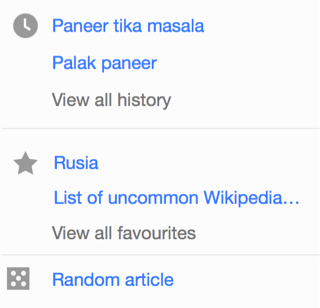 Paneer tika masala
Palak paneer
View all history
Rusia
List of uncommon Wikipedia…
View all favourites
Random article